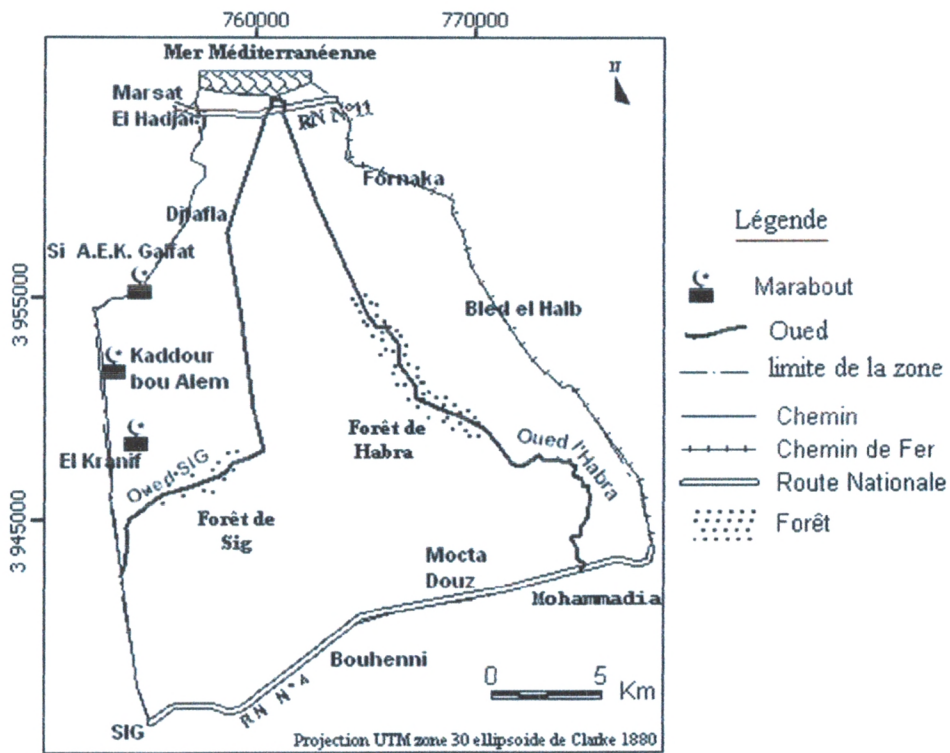 760000
770000
Mer Méditerranéenne
Marsat
El Hadjadj
RN N°11
N
Fornaka
Djlafla
Si A.E.K. Galfat
3 955000
Bled el Halb
Kaddour
bou Alem
El Kranif
Oued SIG
Forêt de
Habra
Oued l'Habra
Forêt de
Sig
3 945000
Mocta
Douz
Mohammadia
Bouhenni
RN N°4
SIG
0 5
Km
Projection UTM zone 30 ellipsoide de Clarke 1880
Légende
Marabout
Oued
limite de la zone
Chemin
Chemin de Fer
Route Nationale
Forêt